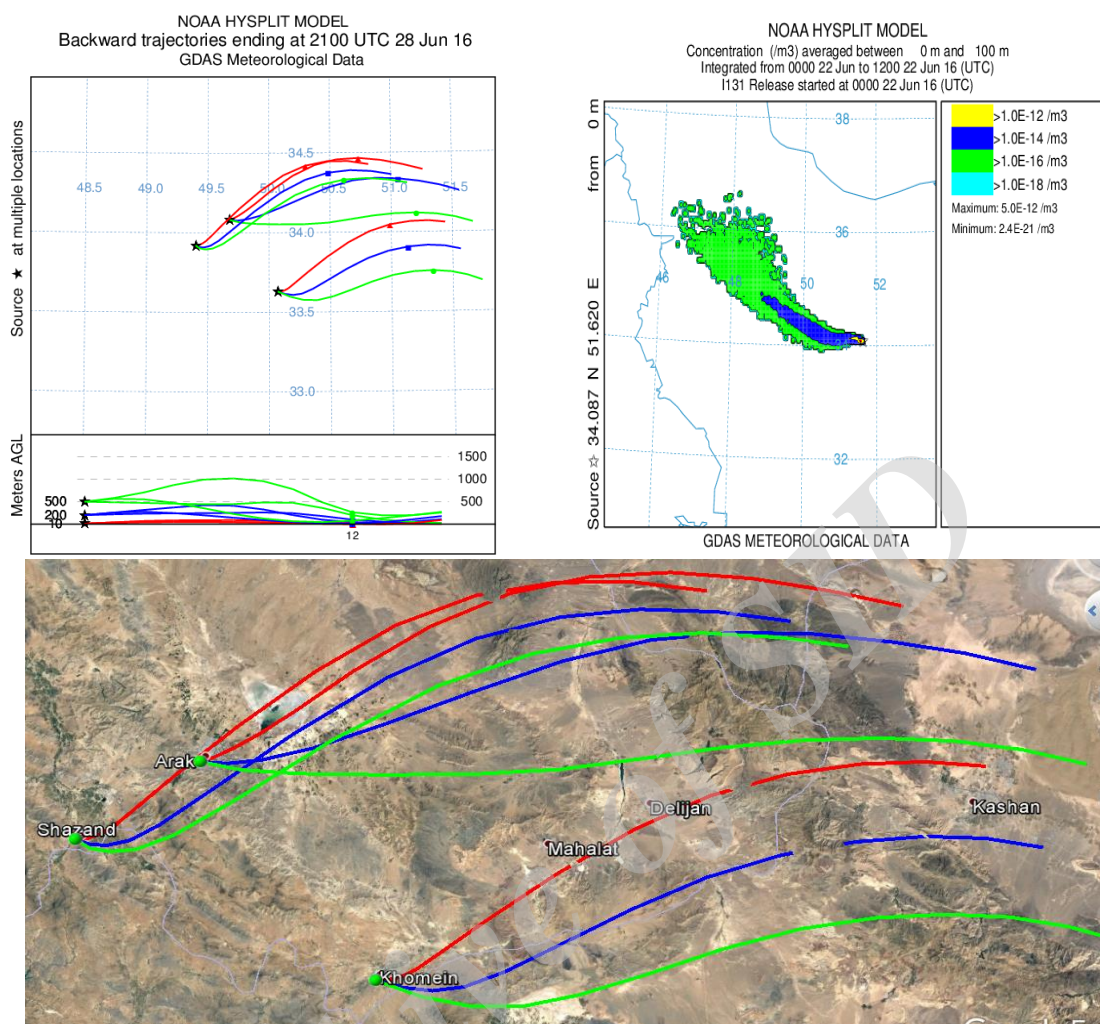 NOAA HYSPLIT MODEL
Backward trajectories ending at 2100 UTC 28 Jun 16
GDAS Meteorological Data
Source ★ at multiple locations
34.5
48.5 49.0 49.5 50.0 50.5 51.0 51.5
34.0
33.5
33.0
Meters AGL
1500
1000
500 500
200
10
12
NOAA HYSPLIT MODEL
Concentration (/m3) averaged between 0 m and 100 m
Integrated from 0000 22 Jun to 1200 22 Jun 16 (UTC)
I131 Release started at 0000 22 Jun 16 (UTC)
Source ☆ 34.087 N 51.620 E from 0 m
38
36
46 48 50 52
32
>1.0E-12 /m3
>1.0E-14 /m3
>1.0E-16 /m3
>1.0E-18 /m3
Maximum: 5.0E-12 /m3
Minimum: 2.4E-21 /m3
GDAS METEOROLOGICAL DATA
Arak
Shazand
Delijan
Kashan
Mahalat
Khomein
of SID